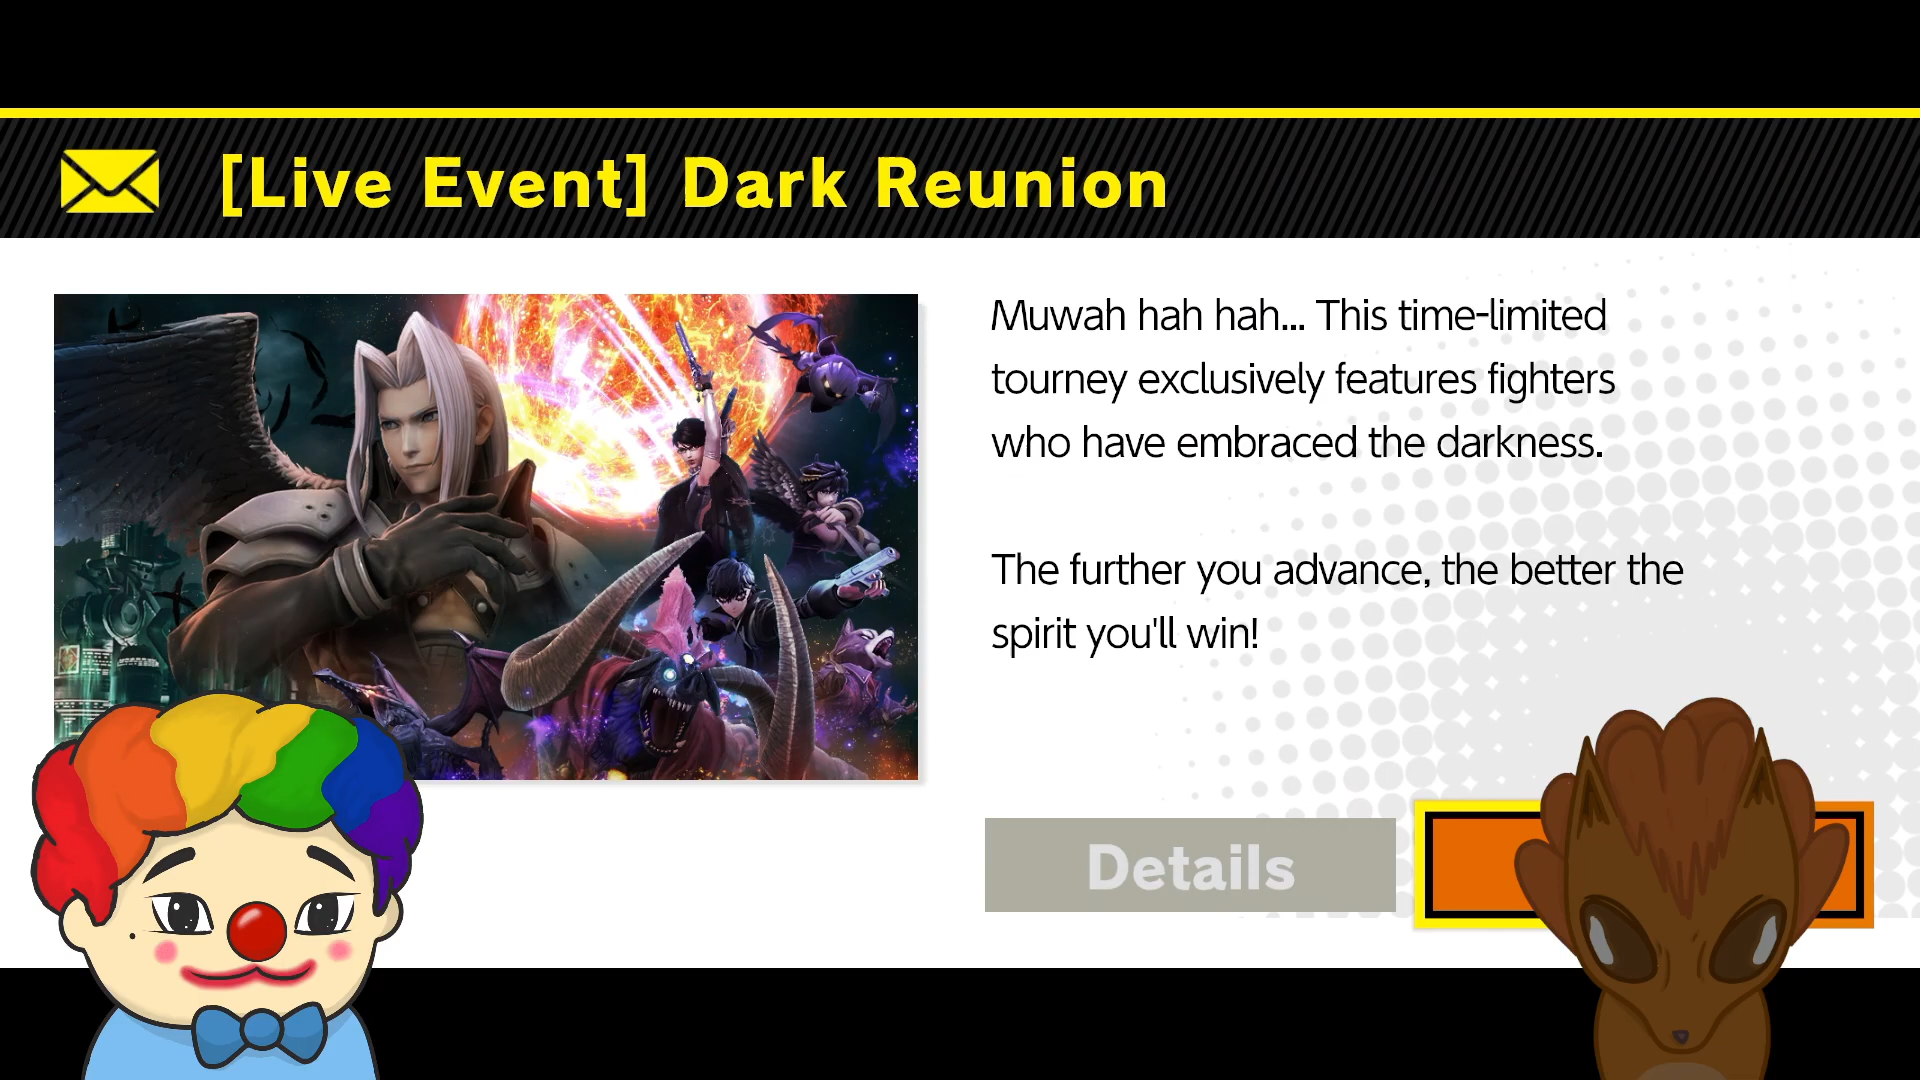 [Live Event] Dark Reunion
Muwah hah hah... This time-limited
tourney exclusively features fighters
who have embraced the darkness.
The further you advance, the better the
spirit you'll win!
Details